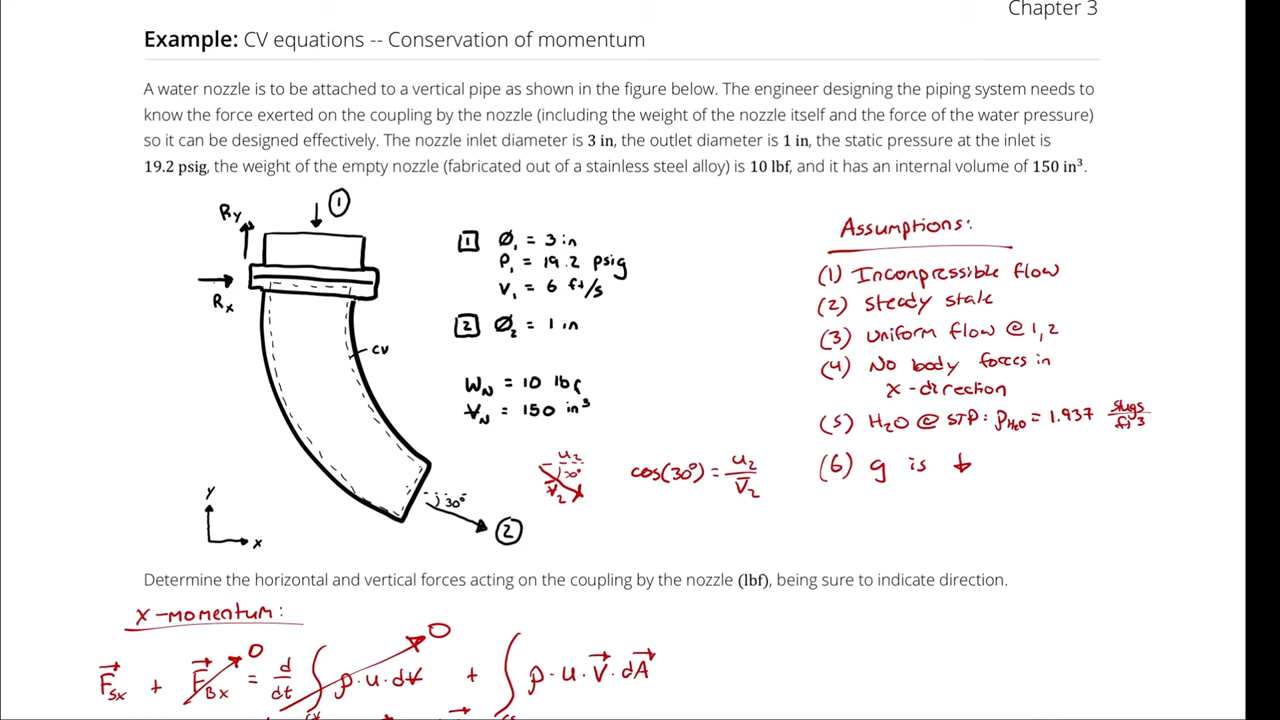 Chapter 3
Example: CV equations -- Conservation of momentum
A water nozzle is to be attached to a vertical pipe as shown in the figure below. The engineer designing the piping system needs to
know the force exerted on the coupling by the nozzle (including the weight of the nozzle itself and the force of the water pressure)
so it can be designed effectively. The nozzle inlet diameter is 3 in, the outlet diameter is 1 in, the static pressure at the inlet is
19.2 psig, the weight of the empty nozzle (fabricated out of a stainless steel alloy) is 10 lbf, and it has an internal volume of 150 in³.
Ry
1
Rx
CV
30°
2
y
x
1 Ø₁ = 3 in
P₁ = 19.2 psig
V₁ = 6 ft/s
2 Ø₂ = 1 in
W_N = 10 lbf
V_N = 150 in³
u₂
30°
V₂
cos(30°) = u₂/V₂
Assumptions:
(1) Incompressible flow
(2) steady state
(3) uniform flow @ 1,2
(4) No body forces in
x-direction
(5) H₂O @ STP: ρ_H₂O = 1.937 slugs/ft³
(6) g is ↓
Determine the horizontal and vertical forces acting on the coupling by the nozzle (lbf), being sure to indicate direction.
x-momentum:
0 0
F⃗_Sx + F⃗_Bx = d/dt ∫ ρ·u·dV + ∫ ρ·u·V⃗·dA⃗